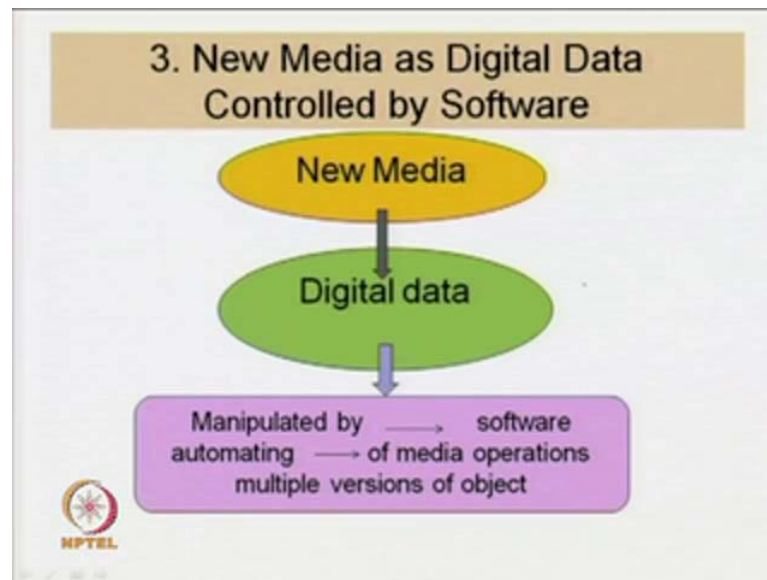 3. New Media as Digital Data
Controlled by Software
New Media
Digital data
Manipulated by → software
automating → of media operations
multiple versions of object
NPTEL